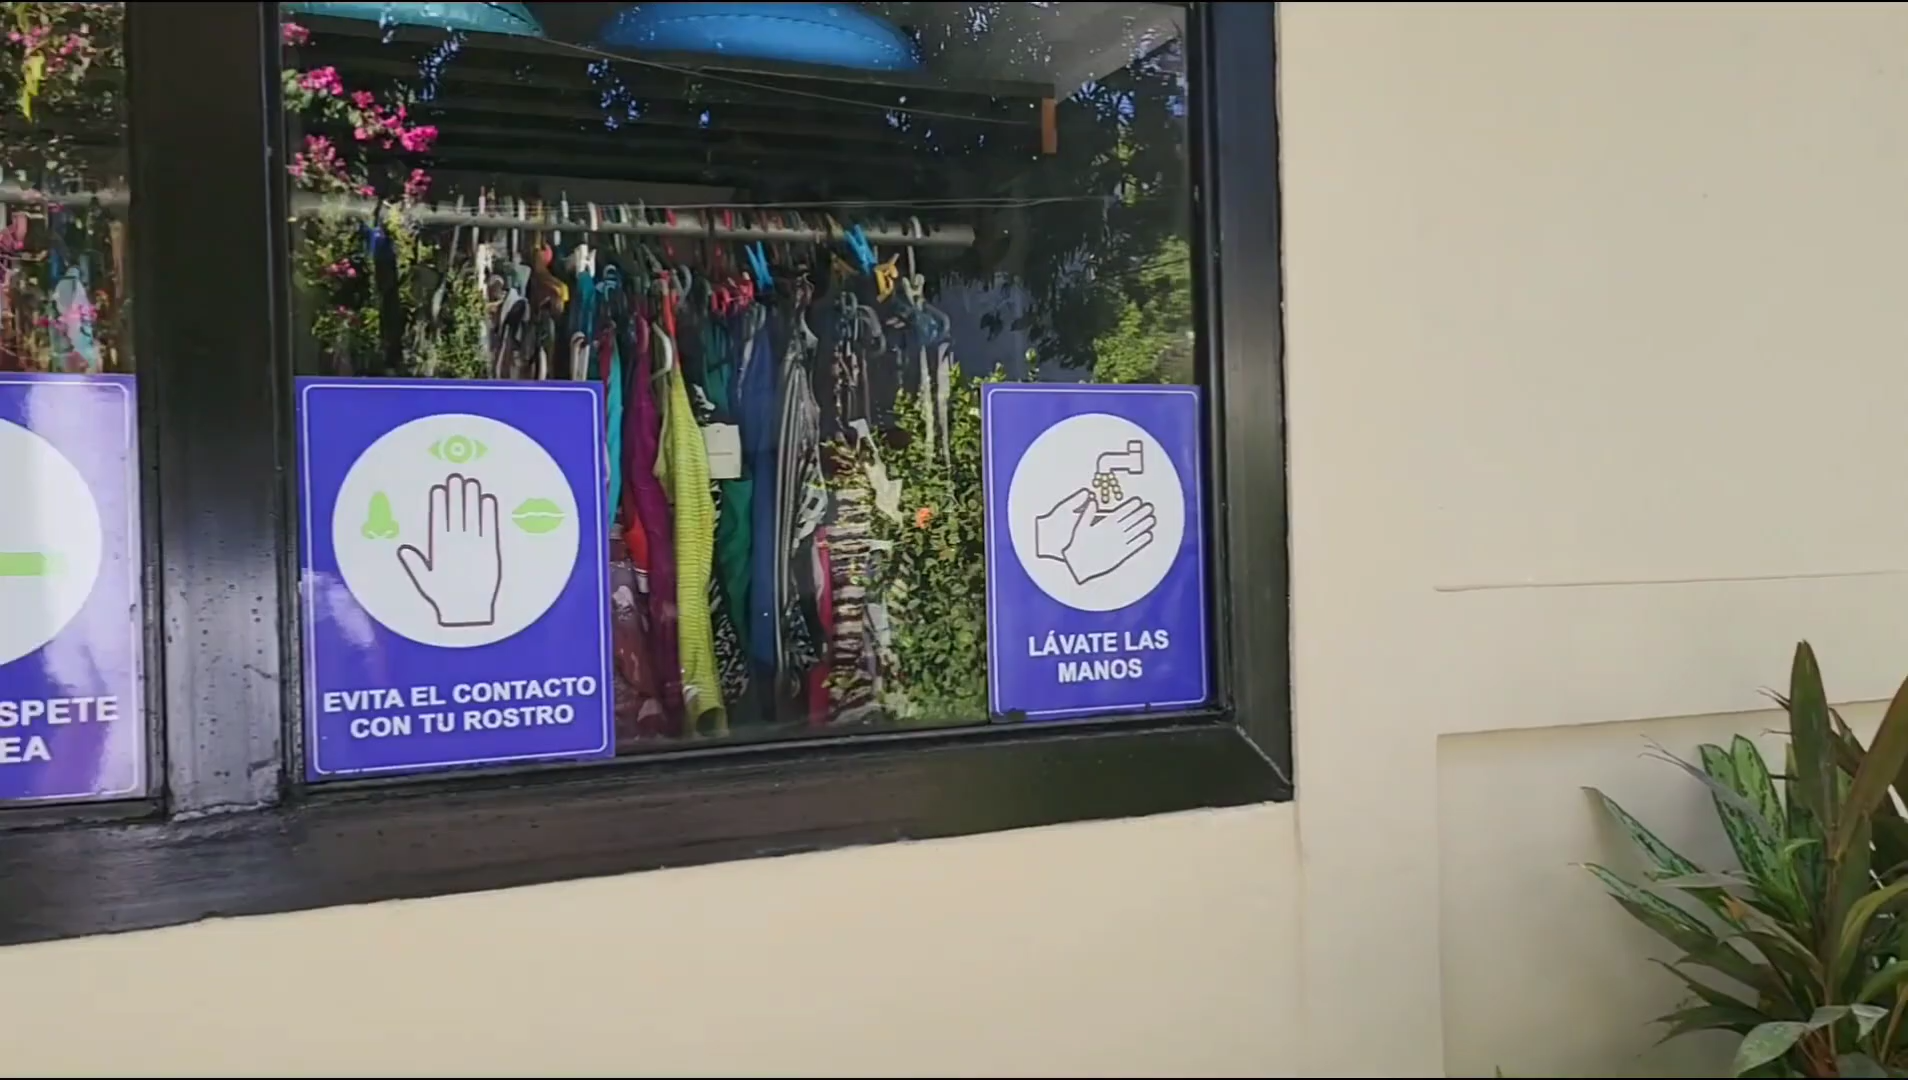 SPETE
EA
EVITA EL CONTACTO
CON TU ROSTRO
LÁVATE LAS
MANOS